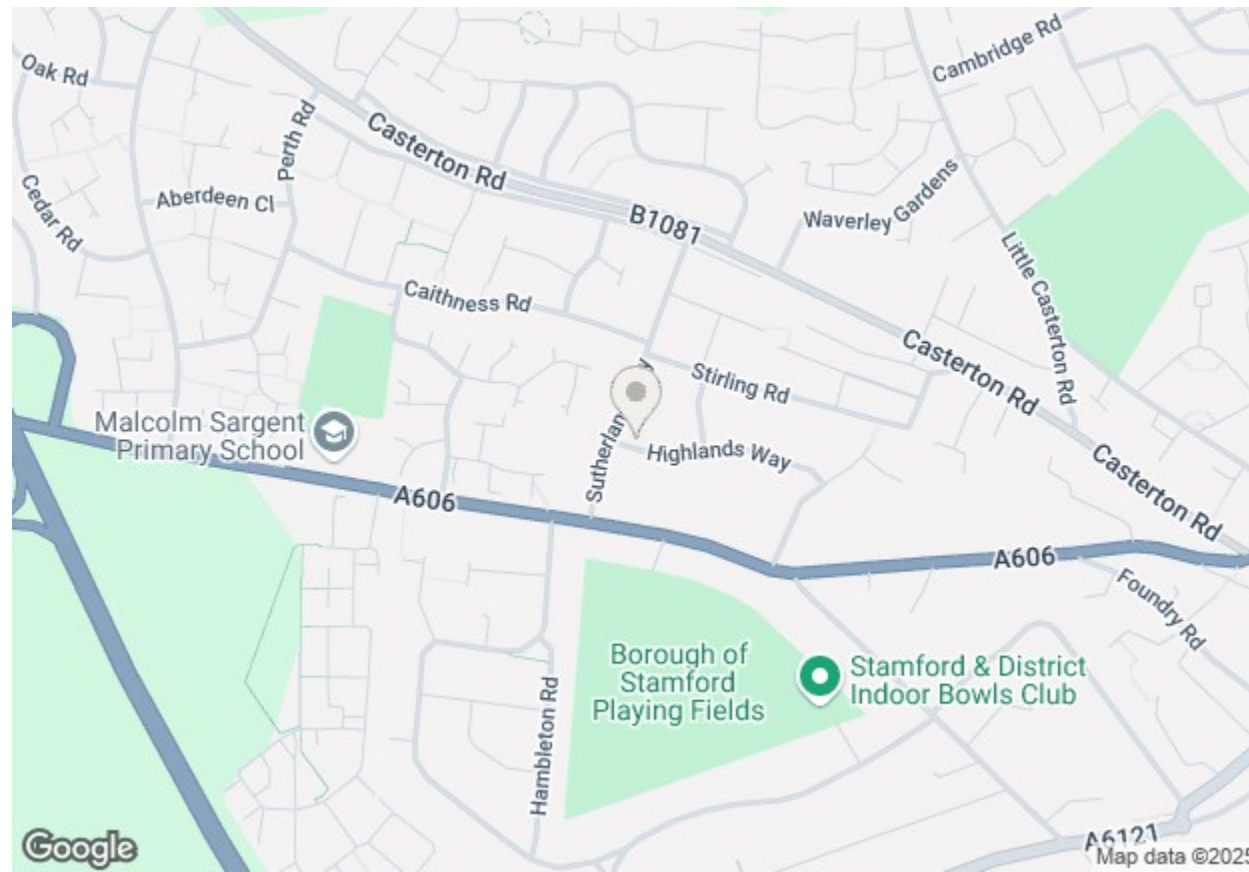 Oak Rd
Cambridge Rd
Perth Rd
Casterton Rd
Aberdeen Cl
Cedar Rd
B1081
Waverley Gardens
Little Casterton Rd
Caithness Rd
Casterton Rd
Stirling Rd
Malcolm Sargent
Primary School
Sutherlan y
Highlands Way
Casterton Rd
A606
A606
Foundry Rd
Borough of
Stamford
Playing Fields
Stamford & District
Indoor Bowls Club
Hambleton Rd
A6121
Google
Map data ©2025